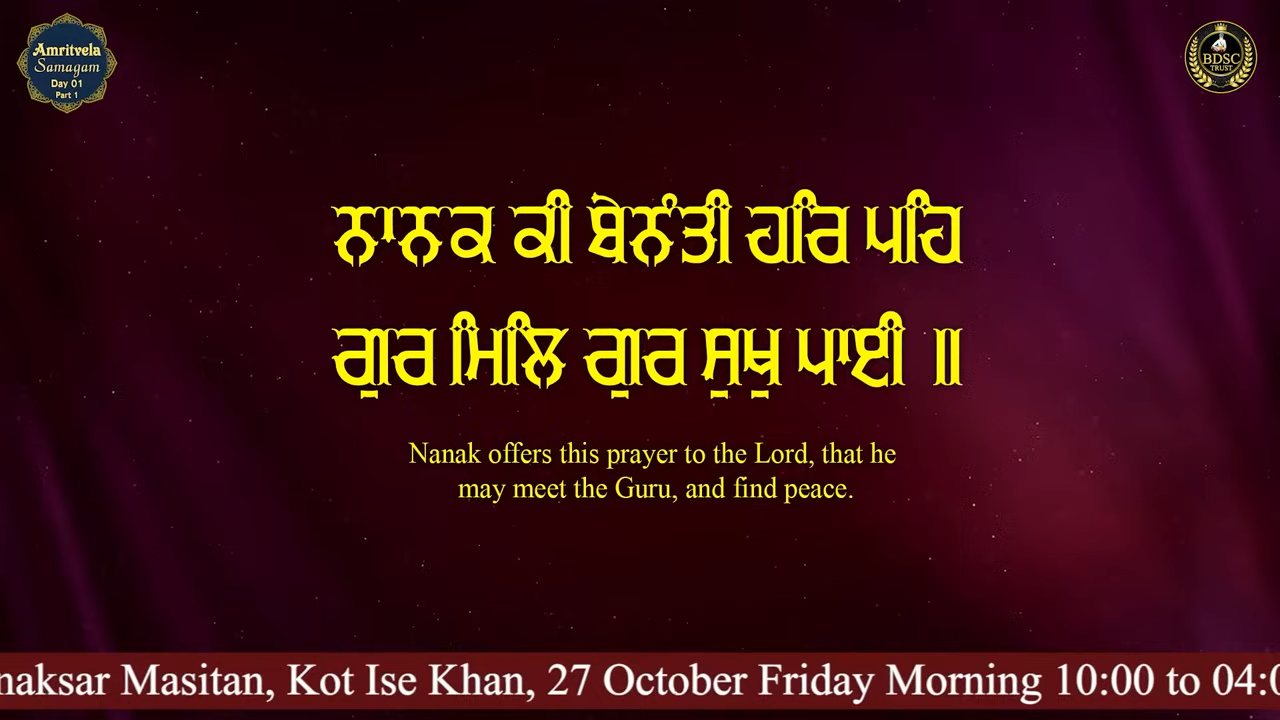 Amritvela
Samagam
Day 01
Part 1
BDSC
TRUST
ਨਾਨਕ ਕੀ ਬੇਨੰਤੀ ਹਰਿ ਪਹਿ
ਗੁਰ ਮਿਲਿ ਗੁਰ ਸੁਖੁ ਪਾਈ ॥
Nanak offers this prayer to the Lord, that he
may meet the Guru, and find peace.
naksar Masitan, Kot Ise Khan, 27 October Friday Morning 10:00 to 04:0